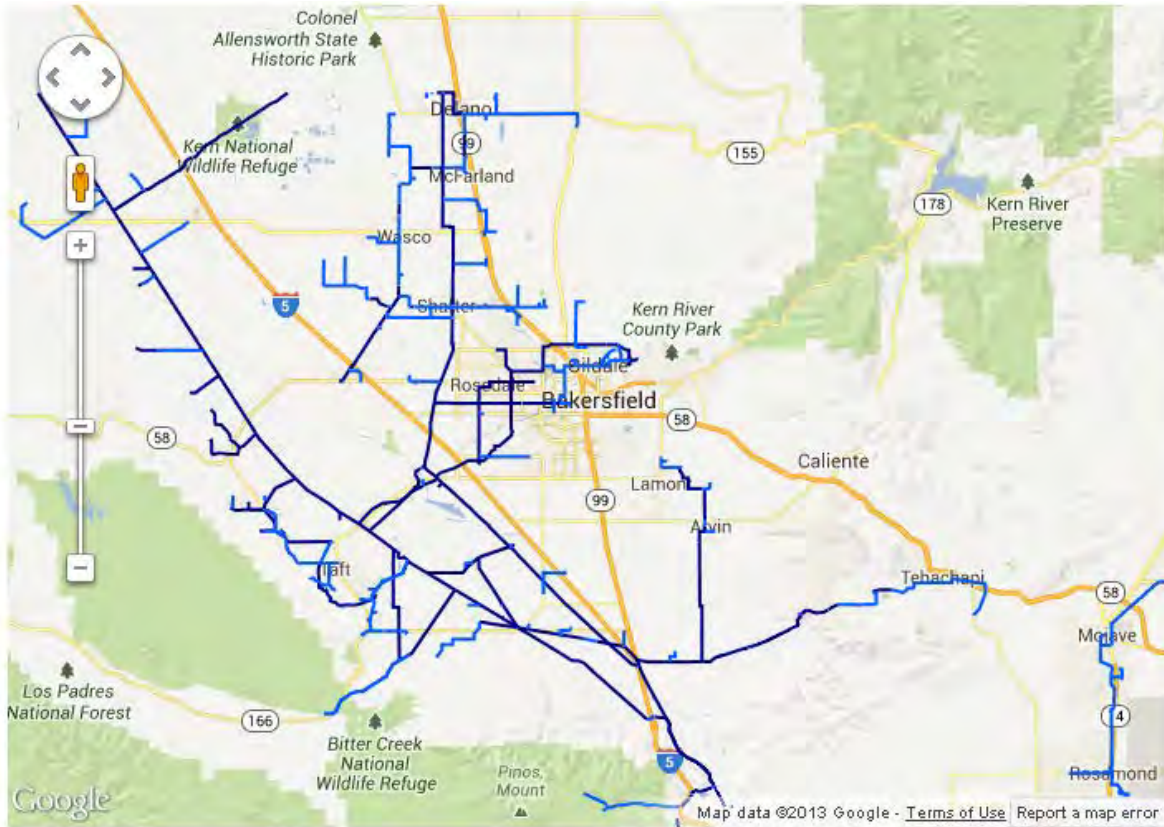 Colonel
Allensworth State
Historic Park
Delano
99
Kern National
Wildlife Refuge
155
McFarland
178
Kern River
Preserve
Wasco
5
Shafter
Kern River
County Park
Oildale
Rosedale
Bakersfield
58
58
Caliente
Lamont
99
Arvin
Taft
Tehachapi
58
Mojave
Los Padres
National Forest
166
Bitter Creek
National
Wildlife Refuge
14
5
Pinos,
Mount
Rosamond
Google
Map data ©2013 Google - Terms of Use
Report a map error